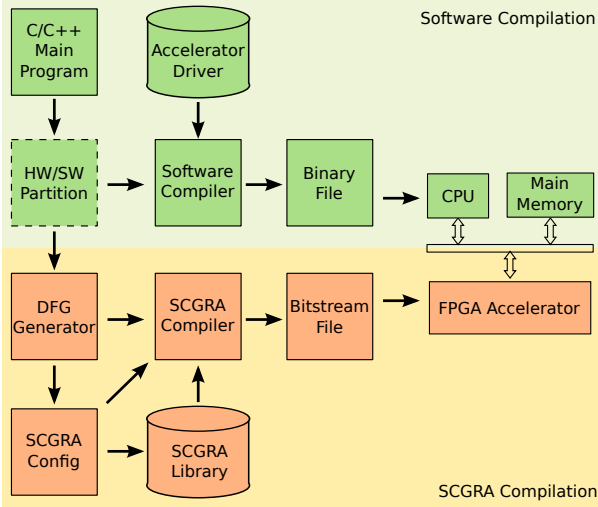 Software Compilation
C/C++
Main
Program
Accelerator
Driver
HW/SW
Partition
Software
Compiler
Binary
File
CPU
Main
Memory
DFG
Generator
SCGRA
Compiler
Bitstream
File
FPGA Accelerator
SCGRA
Config
SCGRA
Library
SCGRA Compilation